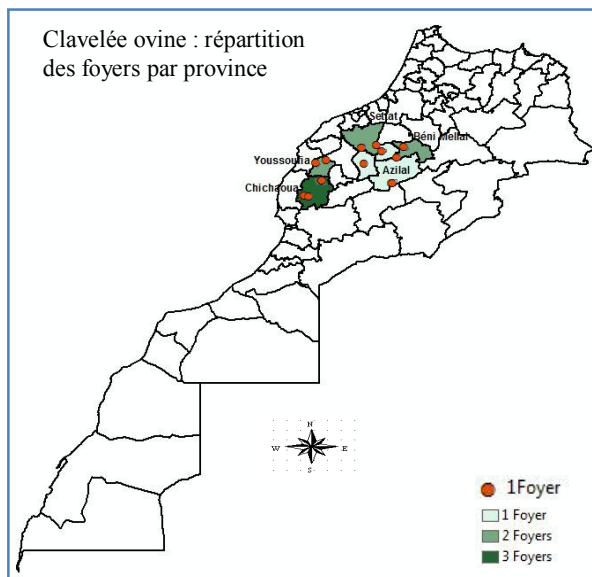 Clavelée ovine : répartition
des foyers par province
Settat
Béni Mellal
Youssoufia
Azilal
Chichaoua
N
W
E
S
1Foyer
1 Foyer
2 Foyers
3 Foyers